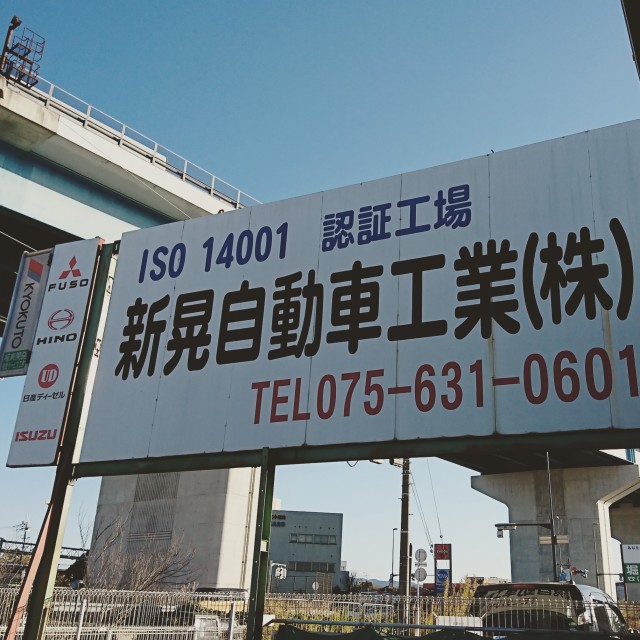 ISO 14001 認証工場
新晃自動車工業(株)
TEL075-631-0601
KYOKUTO
FUSO
HINO
UD
日産ディーゼル
ISUZU